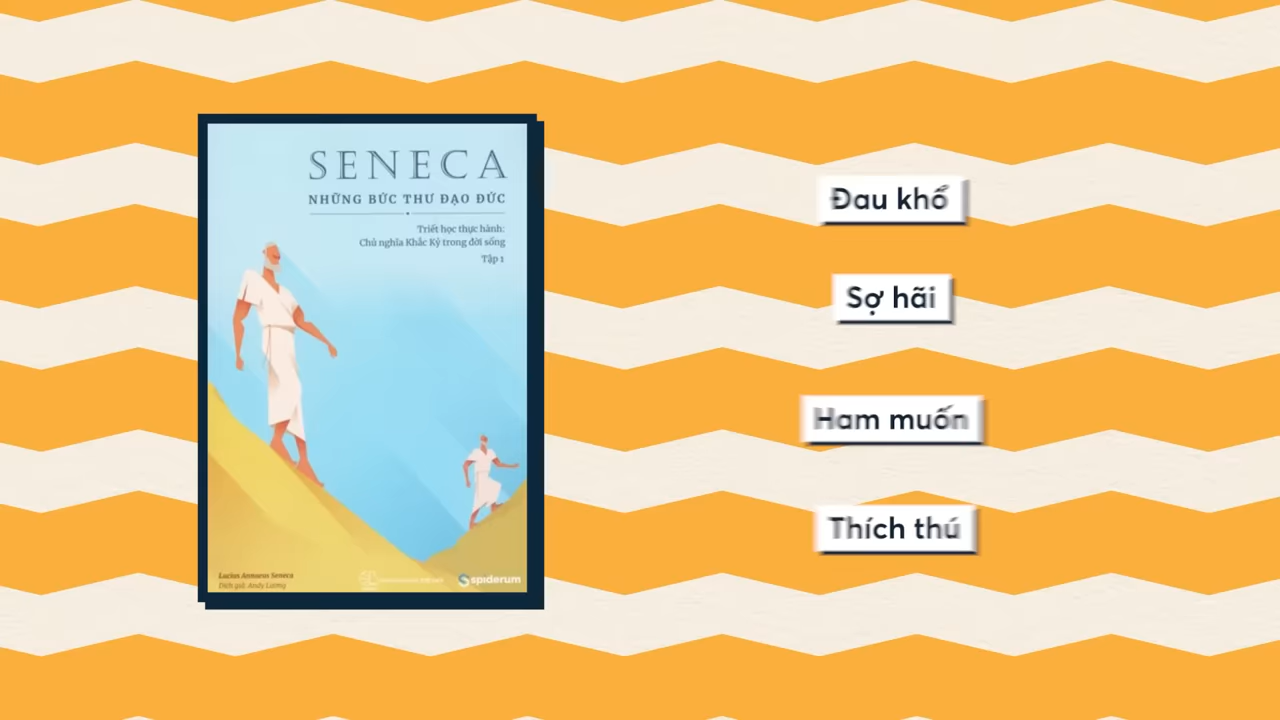 SENECA
NHỮNG BỨC THƯ ĐẠO ĐỨC
Triết học thực hành:
Chủ nghĩa Khắc Kỷ trong đời sống
Tập 1
Lucius Annaeus Seneca
Dịch giả: Andy Lương
spiderum
Đau khổ
Sợ hãi
Ham muốn
Thích thú